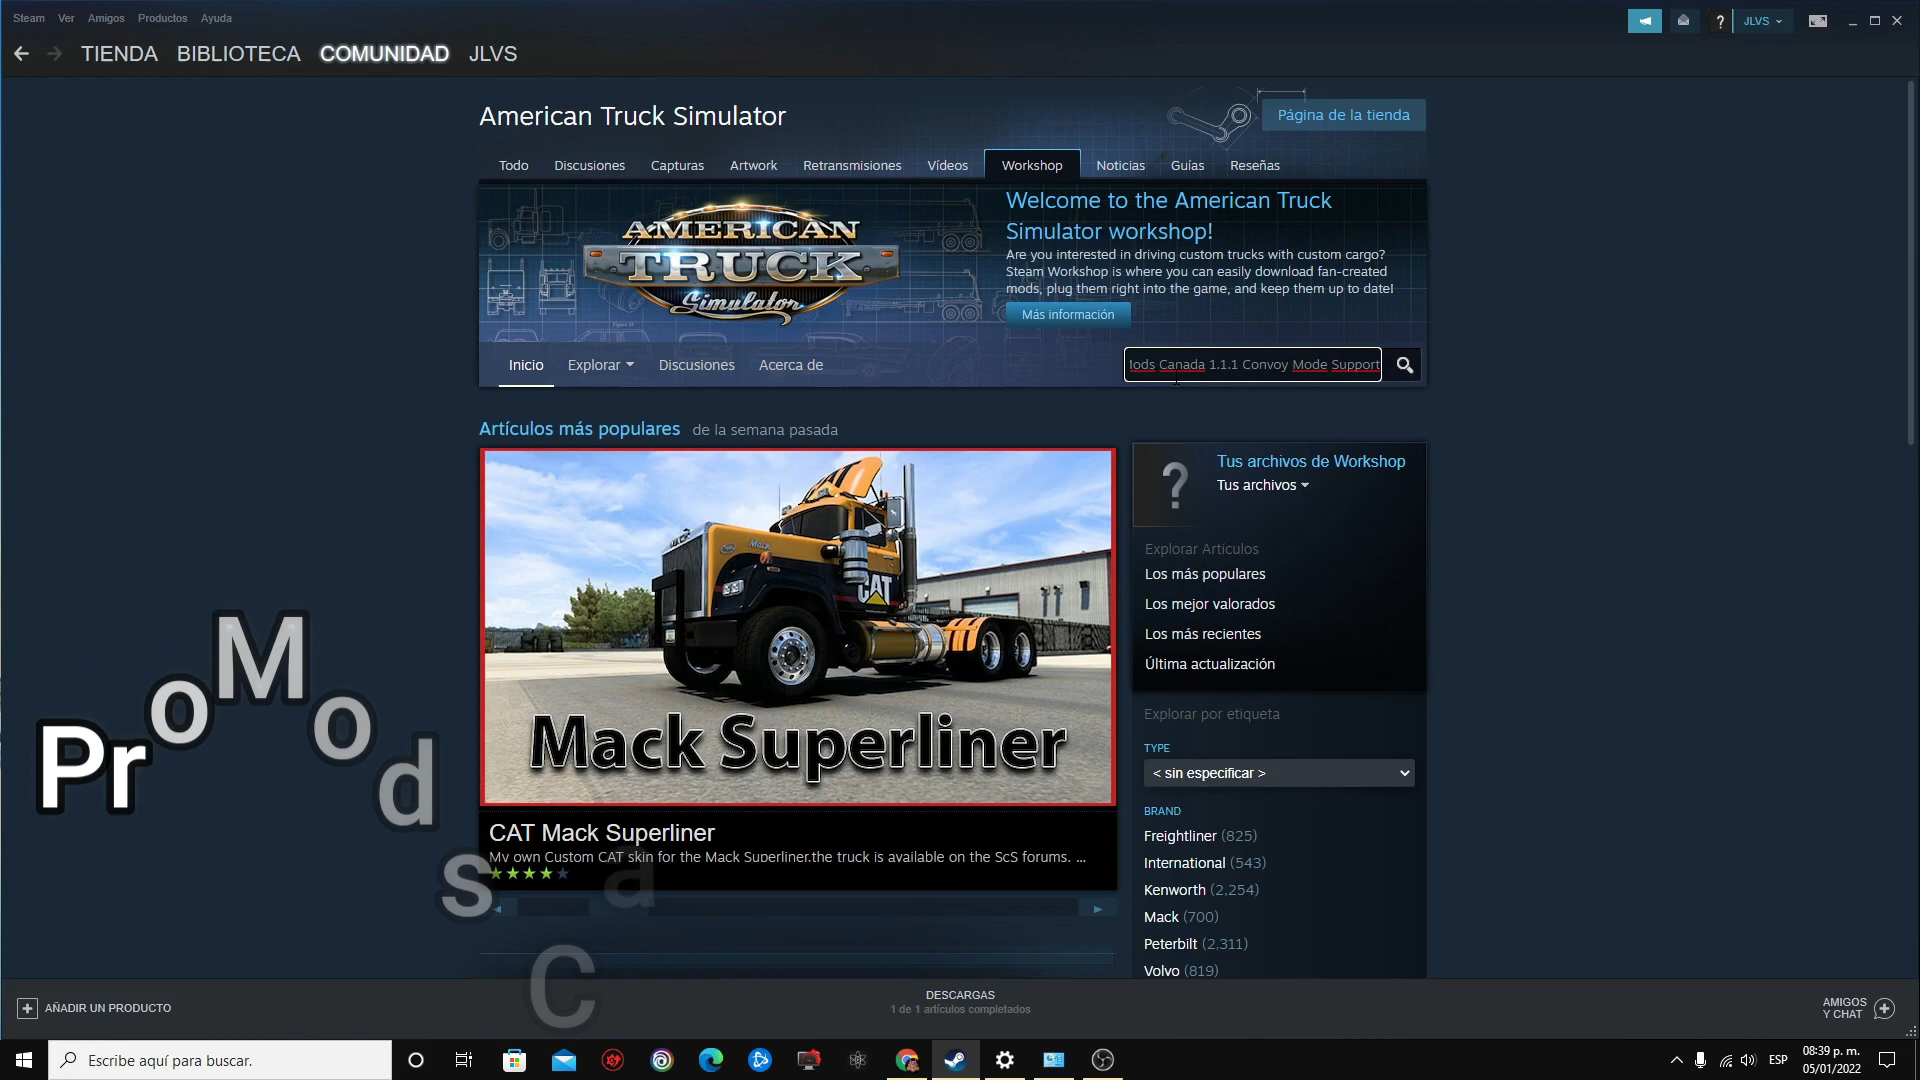 Steam Ver Amigos Productos Ayuda
? JLVS
TIENDA BIBLIOTECA COMUNIDAD JLVS
American Truck Simulator
Página de la tienda
Todo Discusiones Capturas Artwork Retransmisiones Vídeos Workshop Noticias Guías Reseñas
AMERICAN
TRUCK
Simulator
Welcome to the American Truck
Simulator workshop!
Are you interested in driving custom trucks with custom cargo?
Steam Workshop is where you can easily download fan-created
mods, plug them right into the game, and keep them up to date!
Más información
Inicio Explorar Discusiones Acerca de
lods Canada 1.1.1 Convoy Mode Support
Artículos más populares de la semana pasada
Mack
CAT
Mack Superliner
CAT Mack Superliner
My own Custom CAT skin for the Mack Superliner.the truck is available on the ScS forums. ...
?
Tus archivos de Workshop
Tus archivos
Explorar Artículos
Los más populares
Los mejor valorados
Los más recientes
Última actualización
Explorar por etiqueta
TYPE
< sin especificar >
BRAND
Freightliner (825)
International (543)
Kenworth (2,254)
Mack (700)
Peterbilt (2,311)
Volvo (819)
ProMods Ca
AÑADIR UN PRODUCTO
DESCARGAS
1 de 1 artículos completados
AMIGOS
Y CHAT
Escribe aquí para buscar.
ESP
08:39 p. m.
05/01/2022